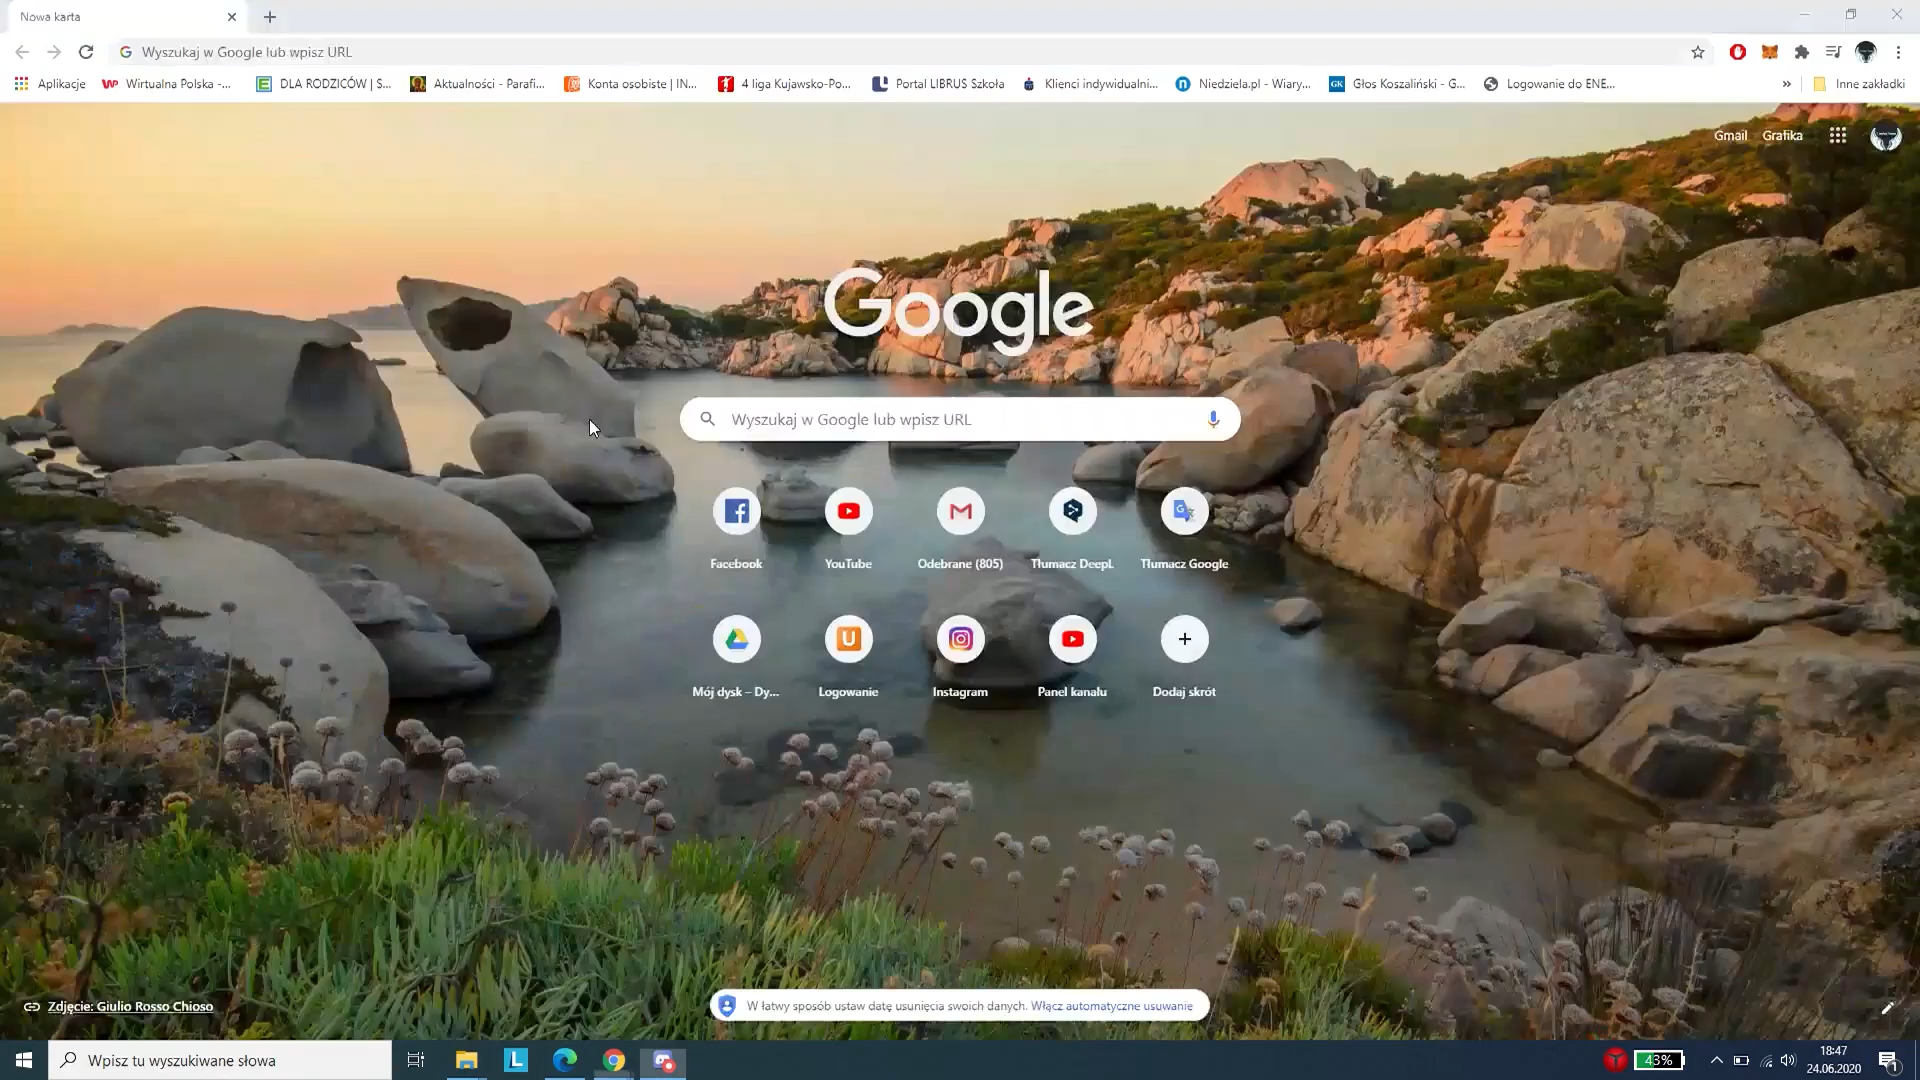 Nowa karta
Wyszukaj w Google lub wpisz URL
Aplikacje
WP Wirtualna Polska -...
DLA RODZICÓW | S...
Aktualności - Parafi...
Konta osobiste | IN...
4 liga Kujawsko-Po...
Portal LIBRUS Szkoła
Klienci indywidualni...
Niedziela.pl - Wiary...
GK Głos Koszaliński - G...
Logowanie do ENE...
»
Inne zakładki
Gmail Grafika
Google
Wyszukaj w Google lub wpisz URL
Facebook YouTube Odebrane (805) Tłumacz DeepL Tłumacz Google
Mój dysk – Dy... Logowanie Instagram Panel kanału Dodaj skrót
Zdjęcie: Giulio Rosso Chioso
W łatwy sposób ustaw datę usunięcia swoich danych. Włącz automatyczne usuwanie
Wpisz tu wyszukiwane słowa
L
43%
18:47
24.06.2020
1